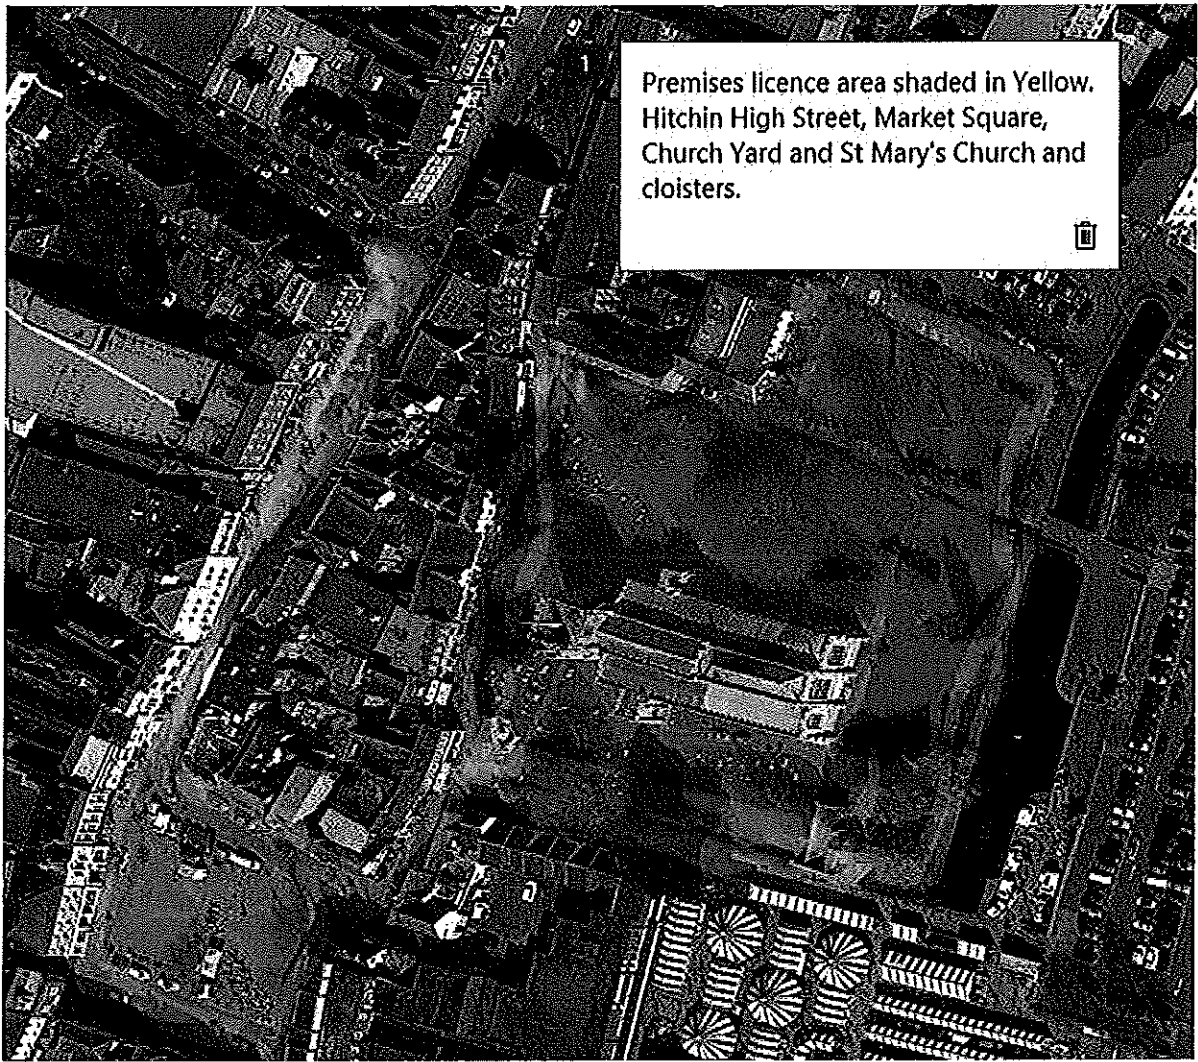 Premises licence area shaded in Yellow.
Hitchin High Street, Market Square,
Church Yard and St Mary's Church and
cloisters.